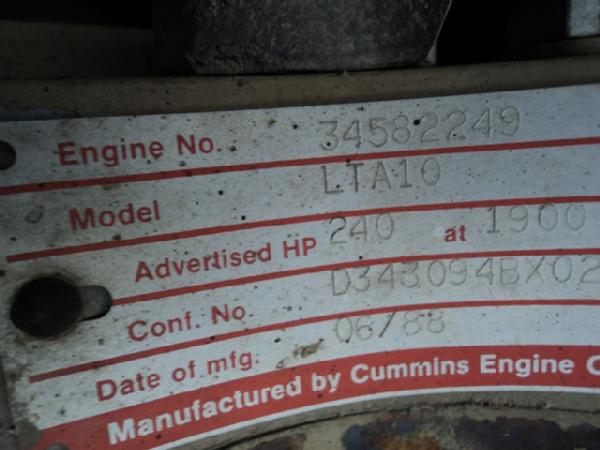 Engine No. 34582249
Model LTA10
Advertised HP 240 at 1900
Conf. No. D343094BX02
Date of mfg. 06/88
Manufactured by Cummins Engine C